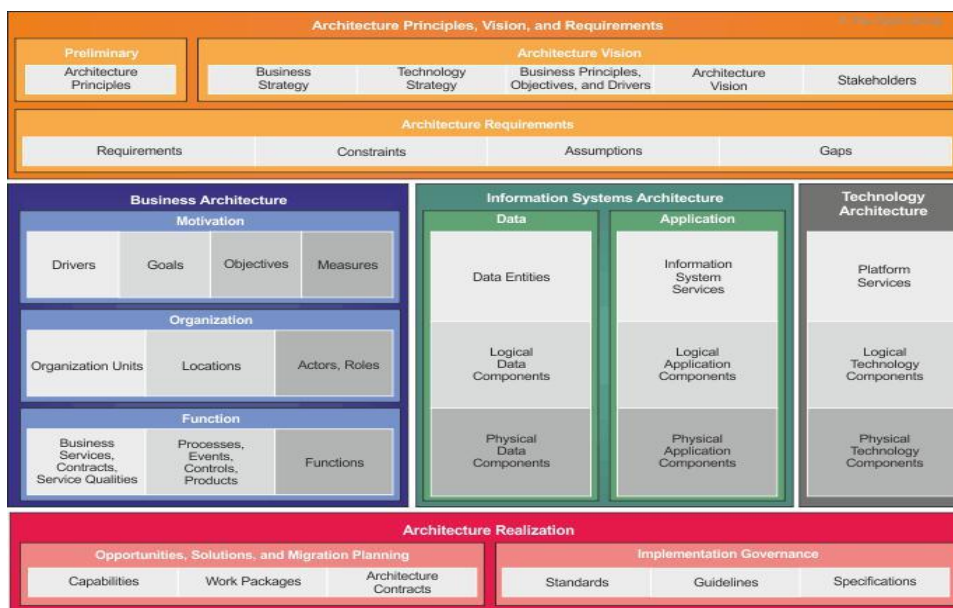 Architecture Principles, Vision, and Requirements
Preliminary
Architecture
Principles
Architecture Vision
Business
Strategy
Technology
Strategy
Business Principles,
Objectives, and Drivers
Architecture
Vision
Stakeholders
Architecture Requirements
Requirements
Constraints
Assumptions
Gaps
Business Architecture
Motivation
Drivers
Goals
Objectives
Measures
Organization
Organization Units
Locations
Actors, Roles
Function
Business
Services,
Contracts,
Service Qualities
Processes,
Events,
Controls,
Products
Functions
Information Systems Architecture
Data
Data Entities
Logical
Data
Components
Physical
Data
Components
Application
Information
System
Services
Logical
Application
Components
Physical
Application
Components
Technology
Architecture
Platform
Services
Logical
Technology
Components
Physical
Technology
Components
Architecture Realization
Opportunities, Solutions, and Migration Planning
Capabilities
Work Packages
Architecture
Contracts
Implementation Governance
Standards
Guidelines
Specifications